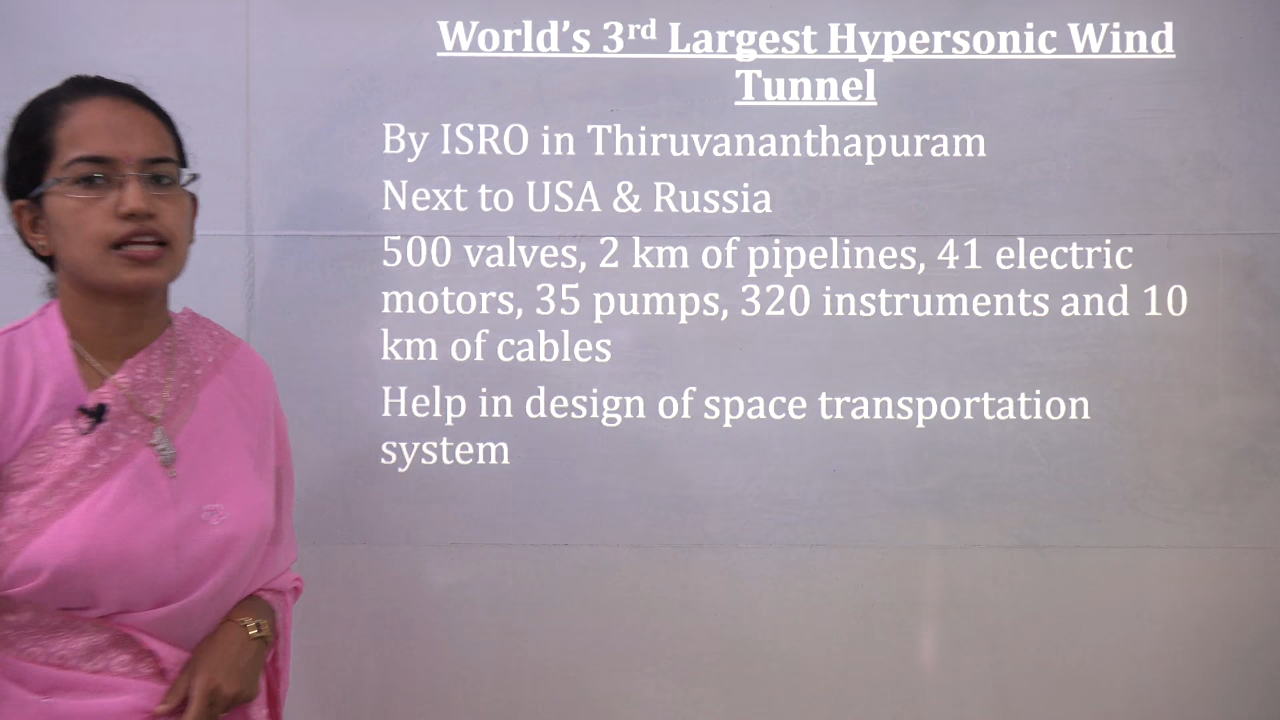 World’s 3rd Largest Hypersonic Wind
Tunnel
By ISRO in Thiruvananthapuram
Next to USA & Russia
500 valves, 2 km of pipelines, 41 electric
motors, 35 pumps, 320 instruments and 10
km of cables
Help in design of space transportation
system